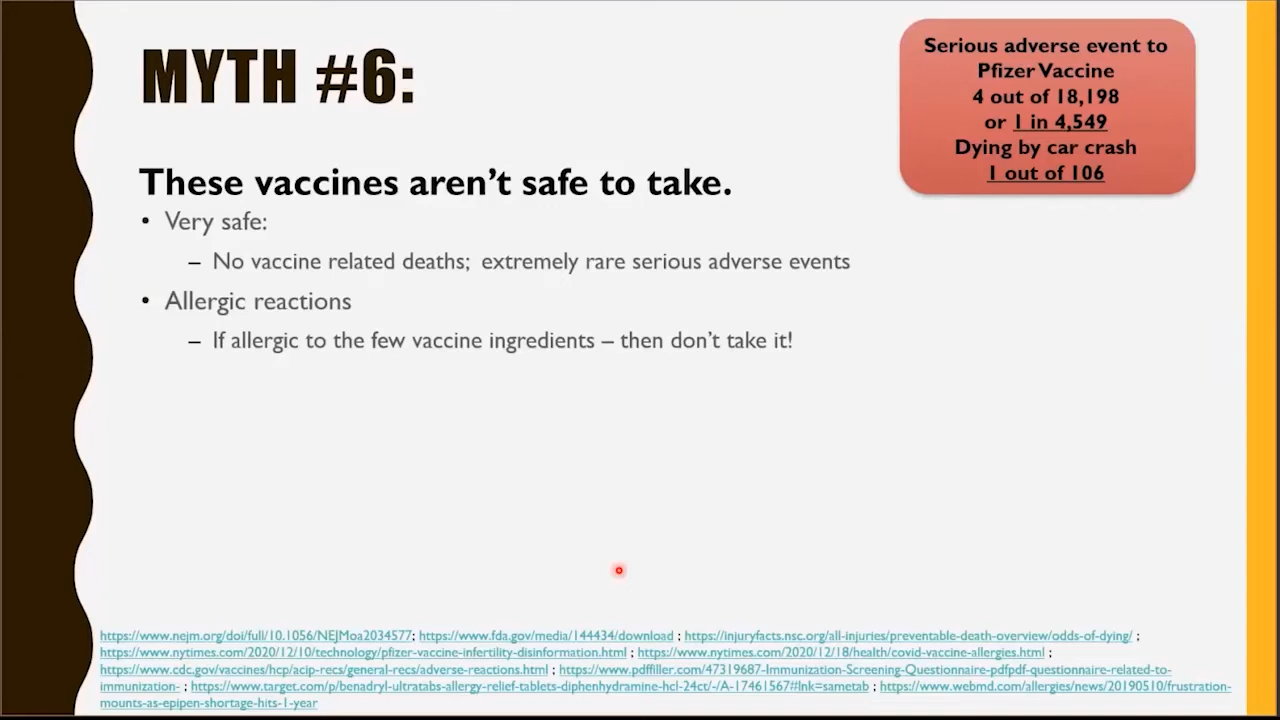 MYTH #6:
Serious adverse event to
Pfizer Vaccine
4 out of 18,198
or 1 in 4,549
Dying by car crash
1 out of 106
These vaccines aren't safe to take.
• Very safe:
– No vaccine related deaths;  extremely rare serious adverse events
• Allergic reactions
– If allergic to the few vaccine ingredients – then don't take it!
https://www.nejm.org/doi/full/10.1056/NEJMoa2034577; https://www.fda.gov/media/144434/download ; https://injuryfacts.nsc.org/all-injuries/preventable-death-overview/odds-of-dying/ ;
https://www.nytimes.com/2020/12/10/technology/pfizer-vaccine-infertility-disinformation.html ; https://www.nytimes.com/2020/12/18/health/covid-vaccine-allergies.html ;
https://www.cdc.gov/vaccines/hcp/acip-recs/general-recs/adverse-reactions.html ; https://www.pdffiller.com/47319687-Immunization-Screening-Questionnaire-pdfpdf-questionnaire-related-to-
immunization- ; https://www.target.com/p/benadryl-ultratabs-allergy-relief-tablets-diphenhydramine-hcl-24ct/-/A-17461567#lnk=sametab ; https://www.webmd.com/allergies/news/20190510/frustration-
mounts-as-epipen-shortage-hits-1-year